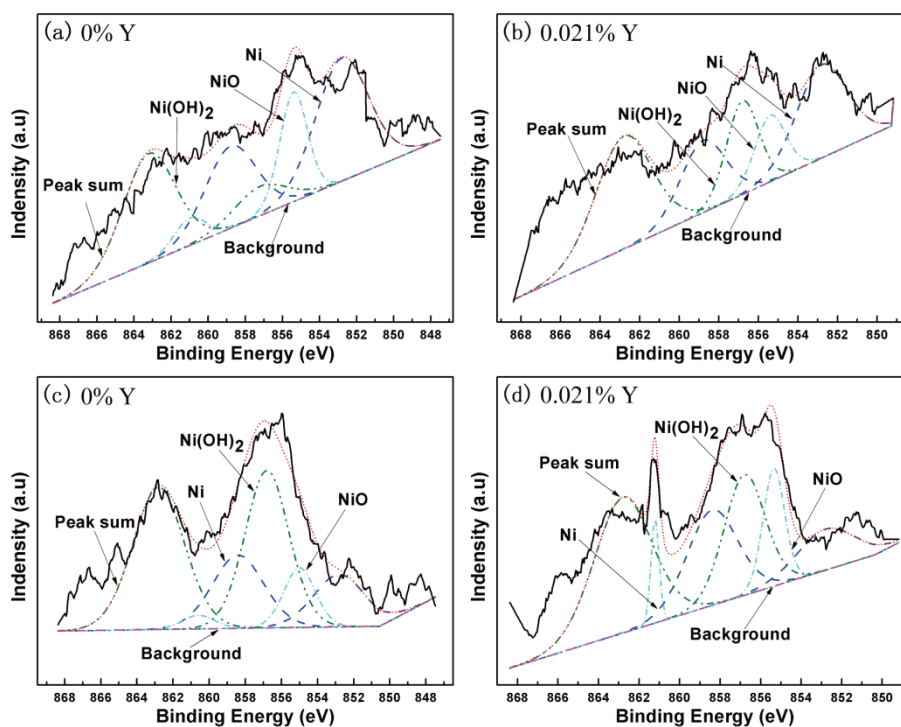 (a) 0% Y
Ni
NiO
Ni(OH)2
Peak sum
Background
Indensity (a.u)
868 866 864 862 860 858 856 854 852 850 848
Binding Energy (eV)
(b) 0.021% Y
Ni
NiO
Ni(OH)2
Peak sum
Background
Indensity (a.u)
868 866 864 862 860 858 856 854 852 850
Binding Energy (eV)
(c) 0% Y
Ni(OH)2
Ni
NiO
Peak sum
Background
Indensity (a.u)
868 866 864 862 860 858 856 854 852 850 848
Binding Energy (eV)
(d) 0.021% Y
Ni(OH)2
Peak sum
NiO
Ni
Background
Indensity (a.u)
868 866 864 862 860 858 856 854 852 850
Binding Energy (eV)